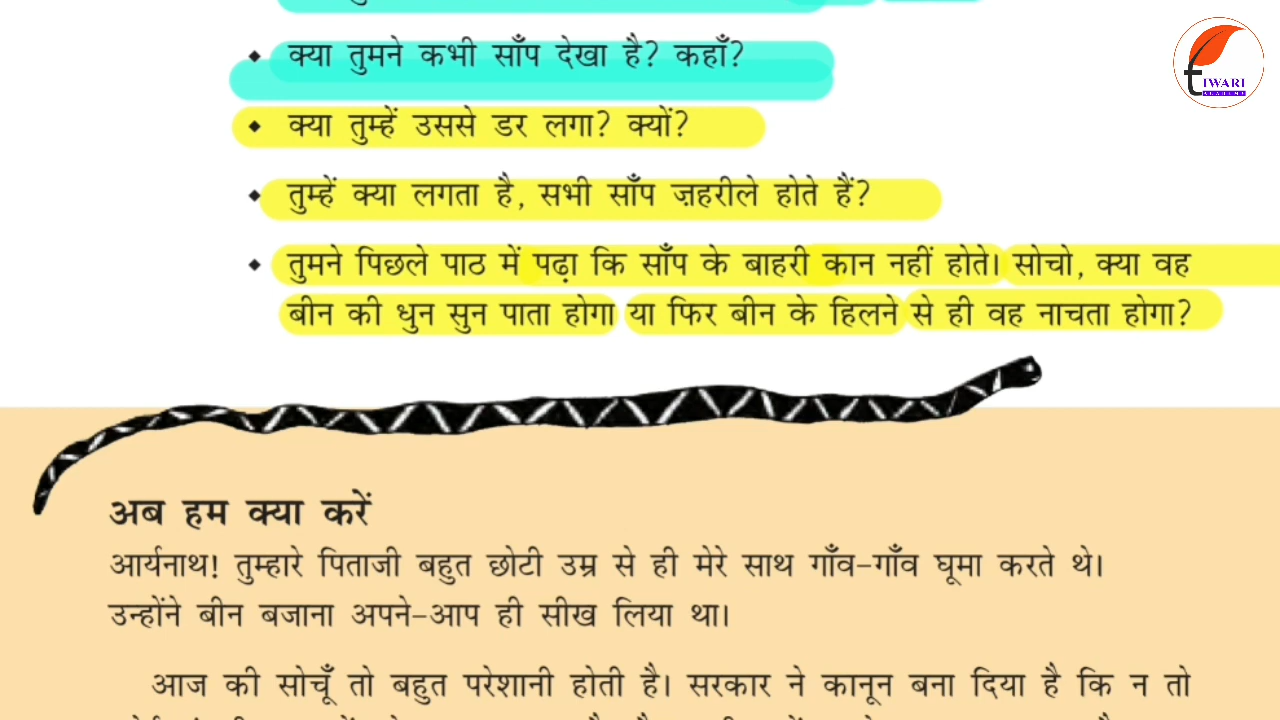 क्या तुमने कभी साँप देखा है? कहाँ?
क्या तुम्हें उससे डर लगा? क्यों?
तुम्हें क्या लगता है, सभी साँप ज़हरीले होते हैं?
तुमने पिछले पाठ में पढ़ा कि साँप के बाहरी कान नहीं होते। सोचो, क्या वह
बीन की धुन सुन पाता होगा या फिर बीन के हिलने से ही वह नाचता होगा?
अब हम क्या करें
आर्यनाथ! तुम्हारे पिताजी बहुत छोटी उम्र से ही मेरे साथ गाँव-गाँव घूमा करते थे।
उन्होंने बीन बजाना अपने-आप ही सीख लिया था।
आज की सोचूँ तो बहुत परेशानी होती है। सरकार ने कानून बना दिया है कि न तो
TIWARI
ACADEMY